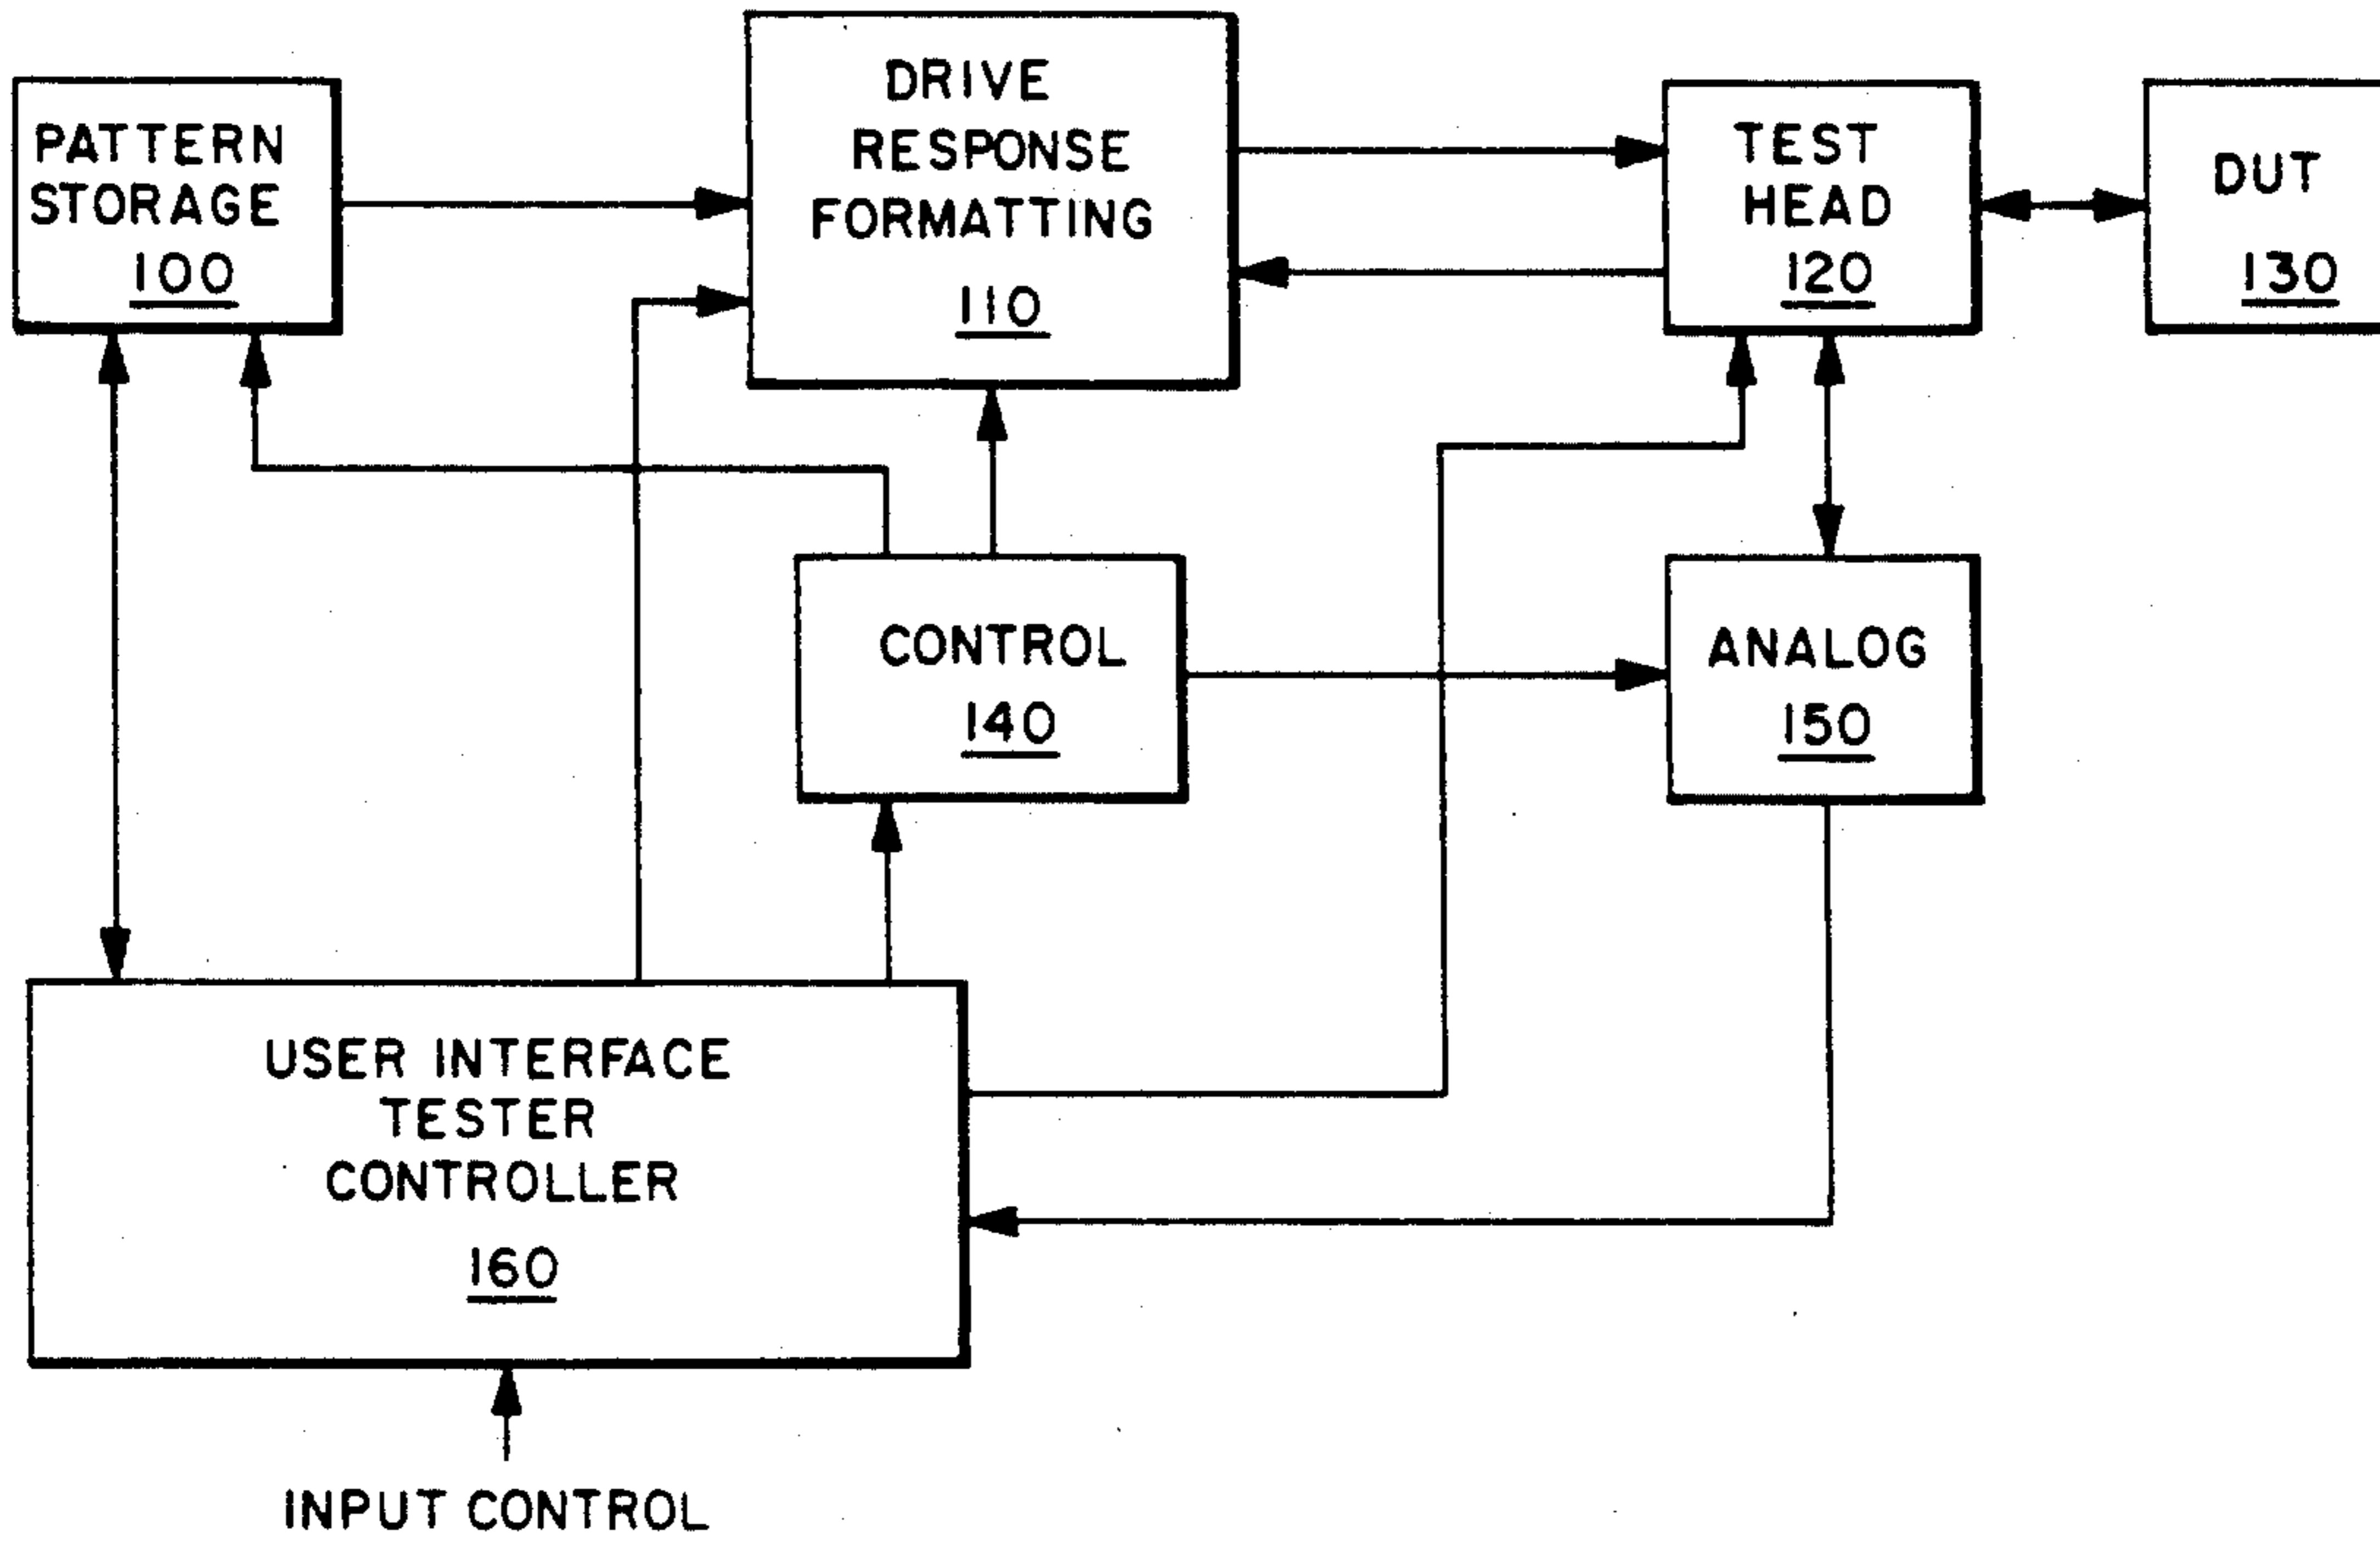 PATTERN
STORAGE
100
DRIVE
RESPONSE
FORMATTING
110
TEST
HEAD
120
DUT
130
CONTROL
140
ANALOG
150
USER INTERFACE
TESTER
CONTROLLER
160
INPUT CONTROL